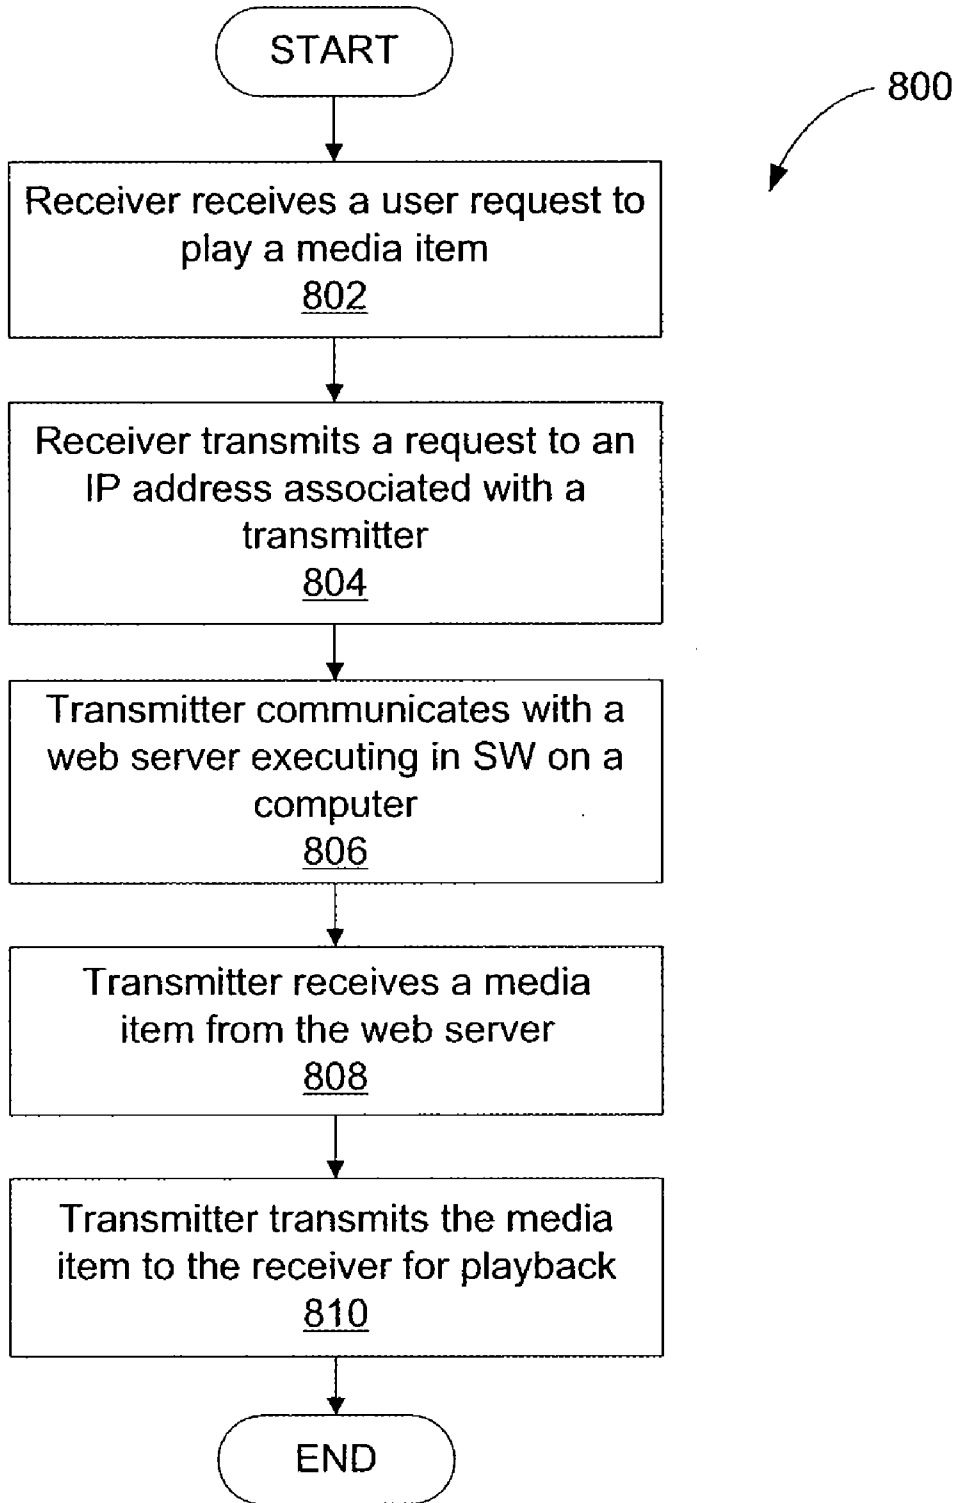 START
800
Receiver receives a user request to
play a media item
802
Receiver transmits a request to an
IP address associated with a
transmitter
804
Transmitter communicates with a
web server executing in SW on a
computer
806
Transmitter receives a media
item from the web server
808
Transmitter transmits the media
item to the receiver for playback
810
END